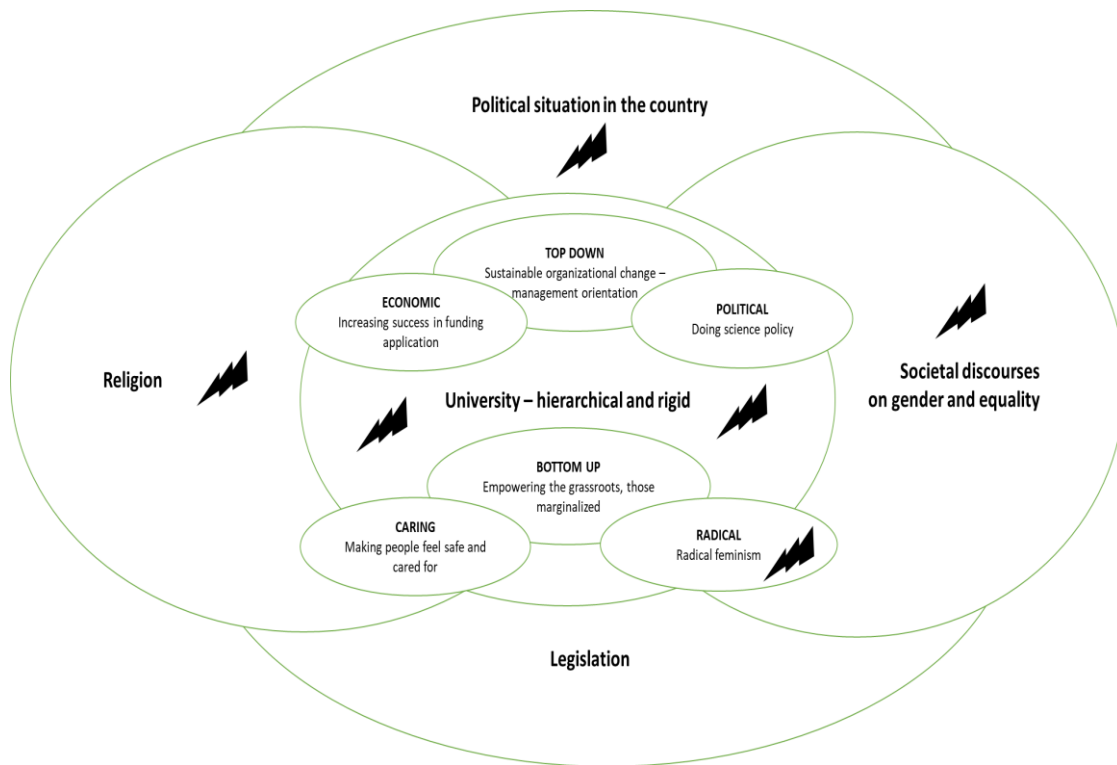 Political situation in the country
TOP DOWN
Sustainable organizational change –
management orientation
ECONOMIC
Increasing success in funding
application
POLITICAL
Doing science policy
Religion
University – hierarchical and rigid
Societal discourses
on gender and equality
BOTTOM UP
Empowering the grassroots, those
marginalized
CARING
Making people feel safe and
cared for
RADICAL
Radical feminism
Legislation